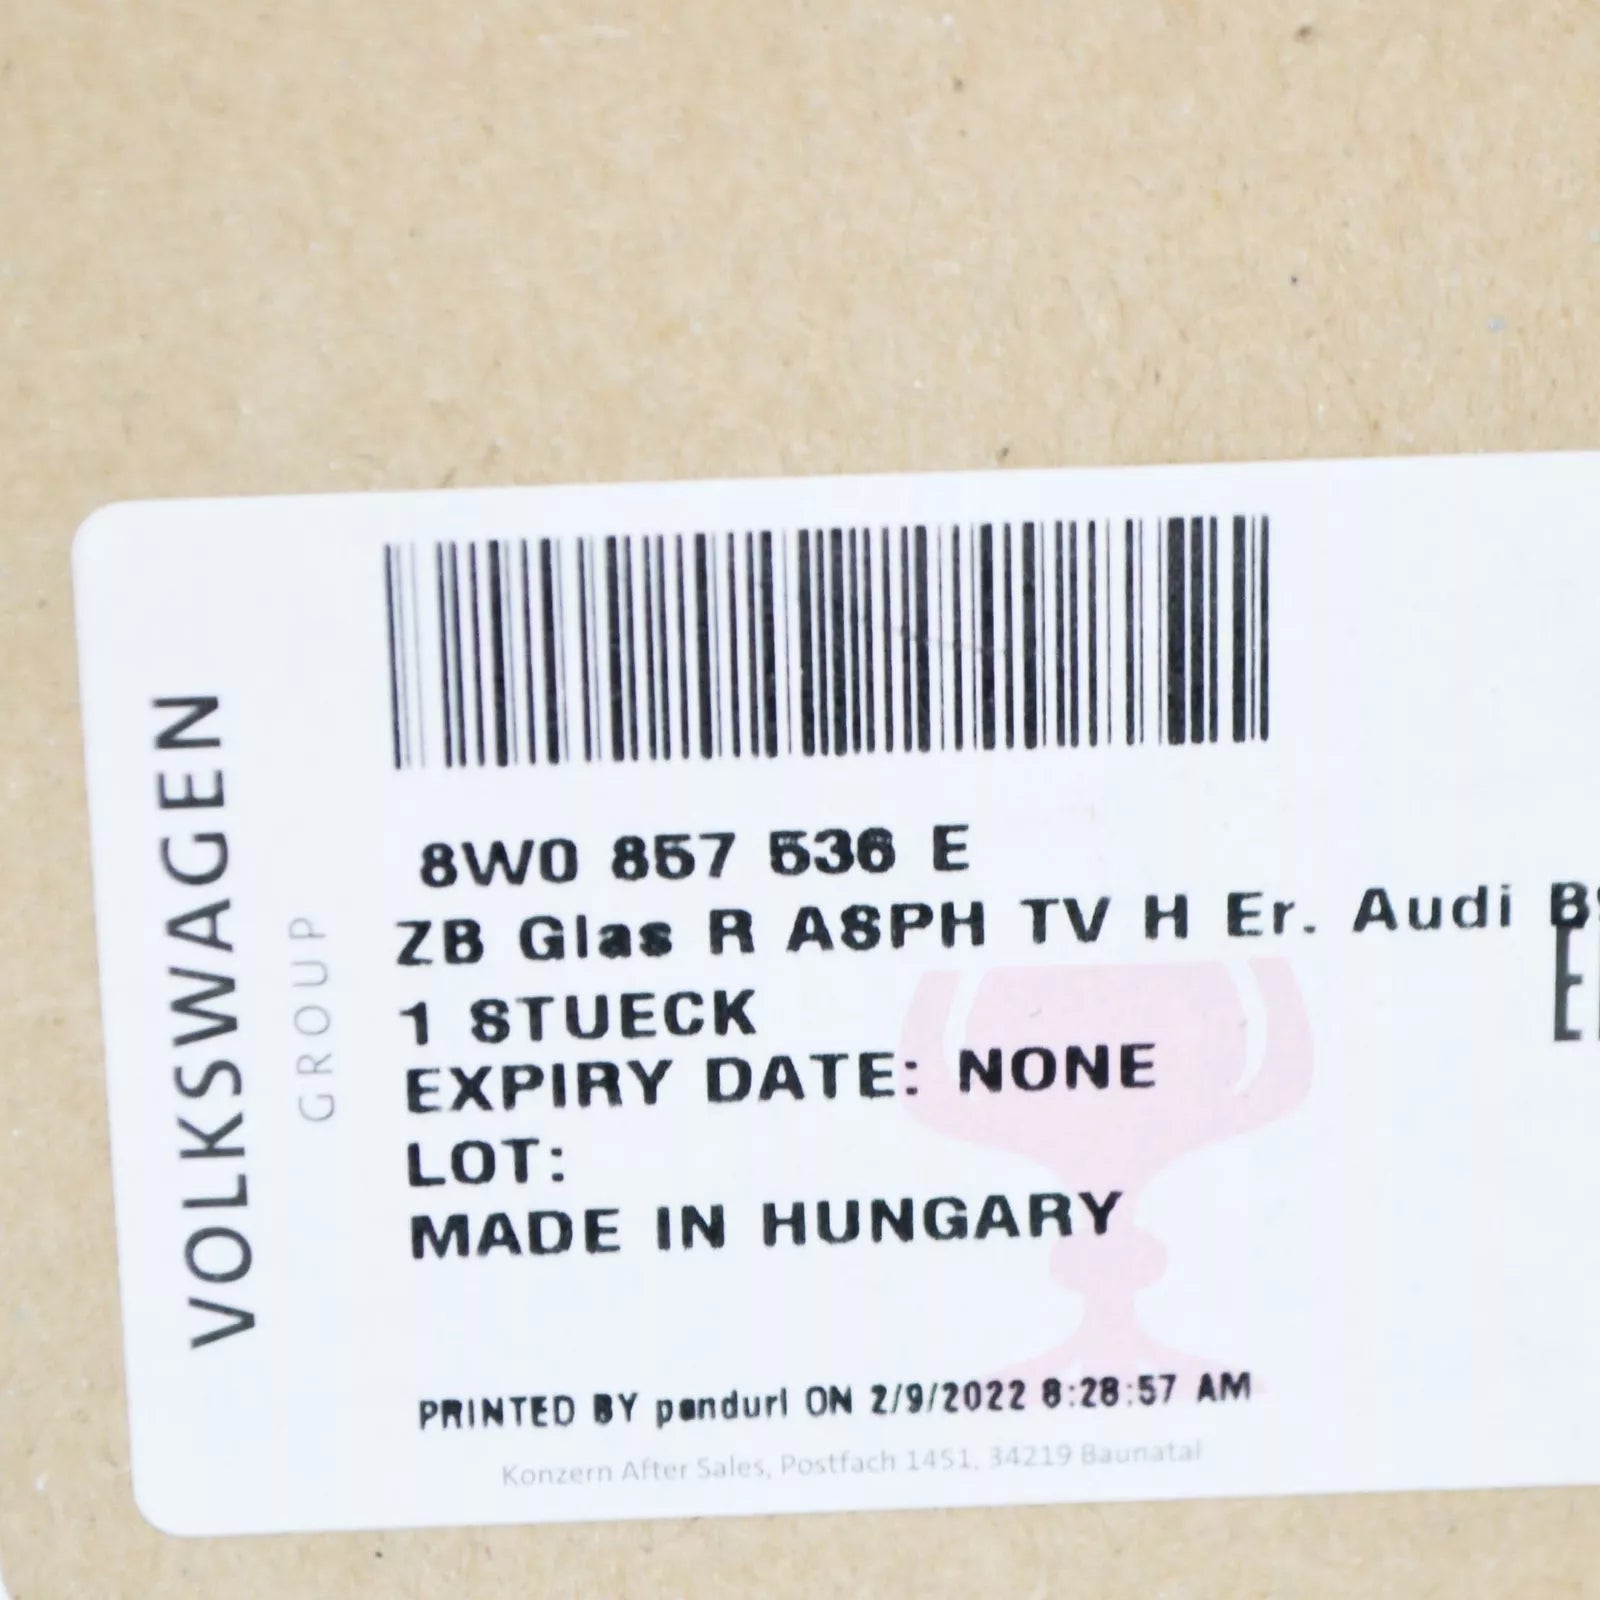 VOLKSWAGEN
GROUP
8W0 857 536 E
ZB Glas R ASPH TV H Er. Audi
1 STUECK
EXPIRY DATE: NONE
LOT:
MADE IN HUNGARY
PRINTED BY pandurl ON 2/9/2022 8:28:57 AM
Konzern After Sales, Postfach 1451, 34219 Baunatal